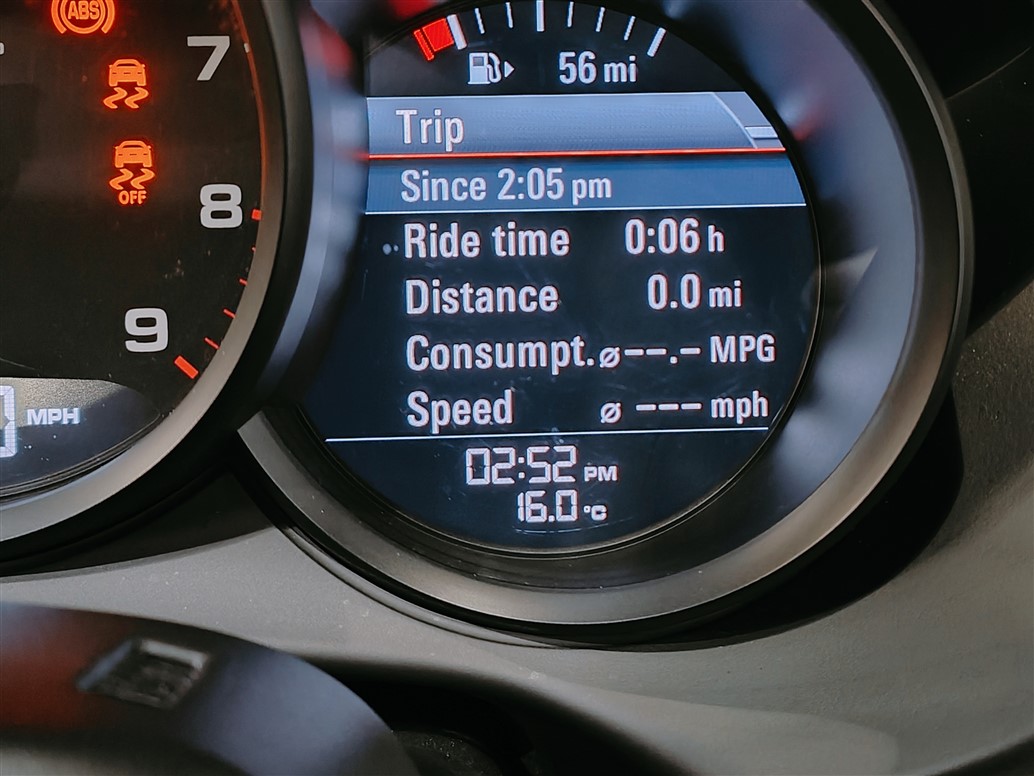 ABS
7
OFF
8
9
0 MPH
56 mi
Trip
Since 2:05 pm
Ride time 0:06 h
Distance 0.0 mi
Consumpt. ⌀--.- MPG
Speed ⌀ --- mph
02:52 PM
16.0 °C